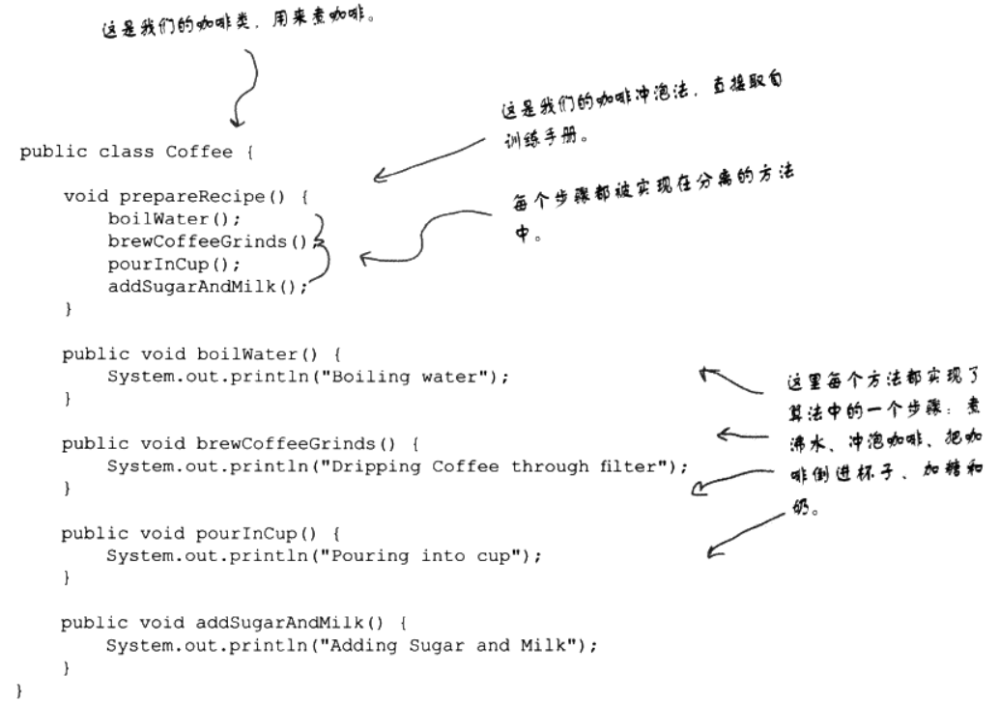 这是我们的咖啡类，用来煮咖啡。
这是我们的咖啡冲泡法，直接取自
训练手册。
public class Coffee {
void prepareRecipe() {
每个步骤都被实现在分离的方法
中。
boilWater();
brewCoffeeGrinds();
pourInCup();
addSugarAndMilk();
}
public void boilWater() {
System.out.println("Boiling water");
}
这里每个方法都实现了
算法中的一个步骤：煮
沸水、冲泡咖啡、把咖
啡倒进杯子、加糖和
奶。
public void brewCoffeeGrinds() {
System.out.println("Dripping Coffee through filter");
}
public void pourInCup() {
System.out.println("Pouring into cup");
}
public void addSugarAndMilk() {
System.out.println("Adding Sugar and Milk");
}
}